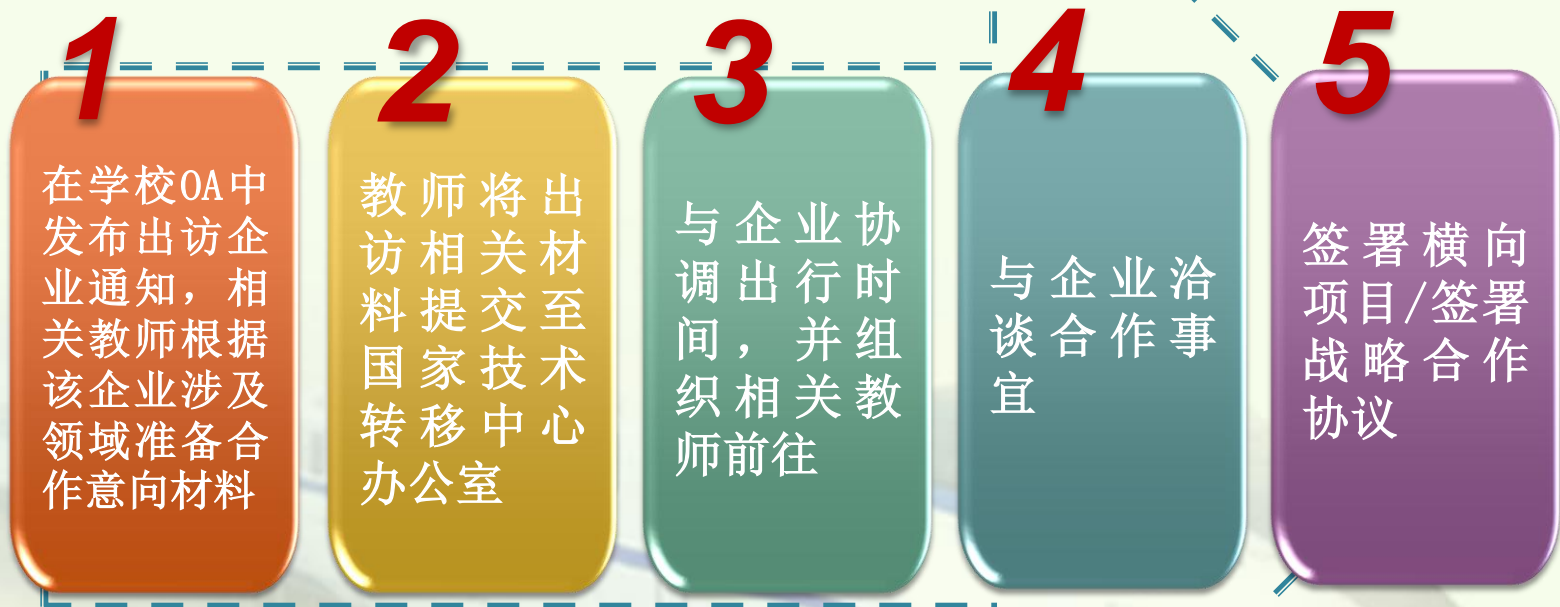 1
在学校OA中
发布出访企
业通知，相
关教师根据
该企业涉及
领域准备合
作意向材料
2
教师将出
访相关材
料提交至
国家技术
转移中心
办公室
3
与企业协
调出行时
间，并组
织相关教
师前往
4
与企业洽
谈合作事
宜
5
签署横向
项目/签署
战略合作
协议